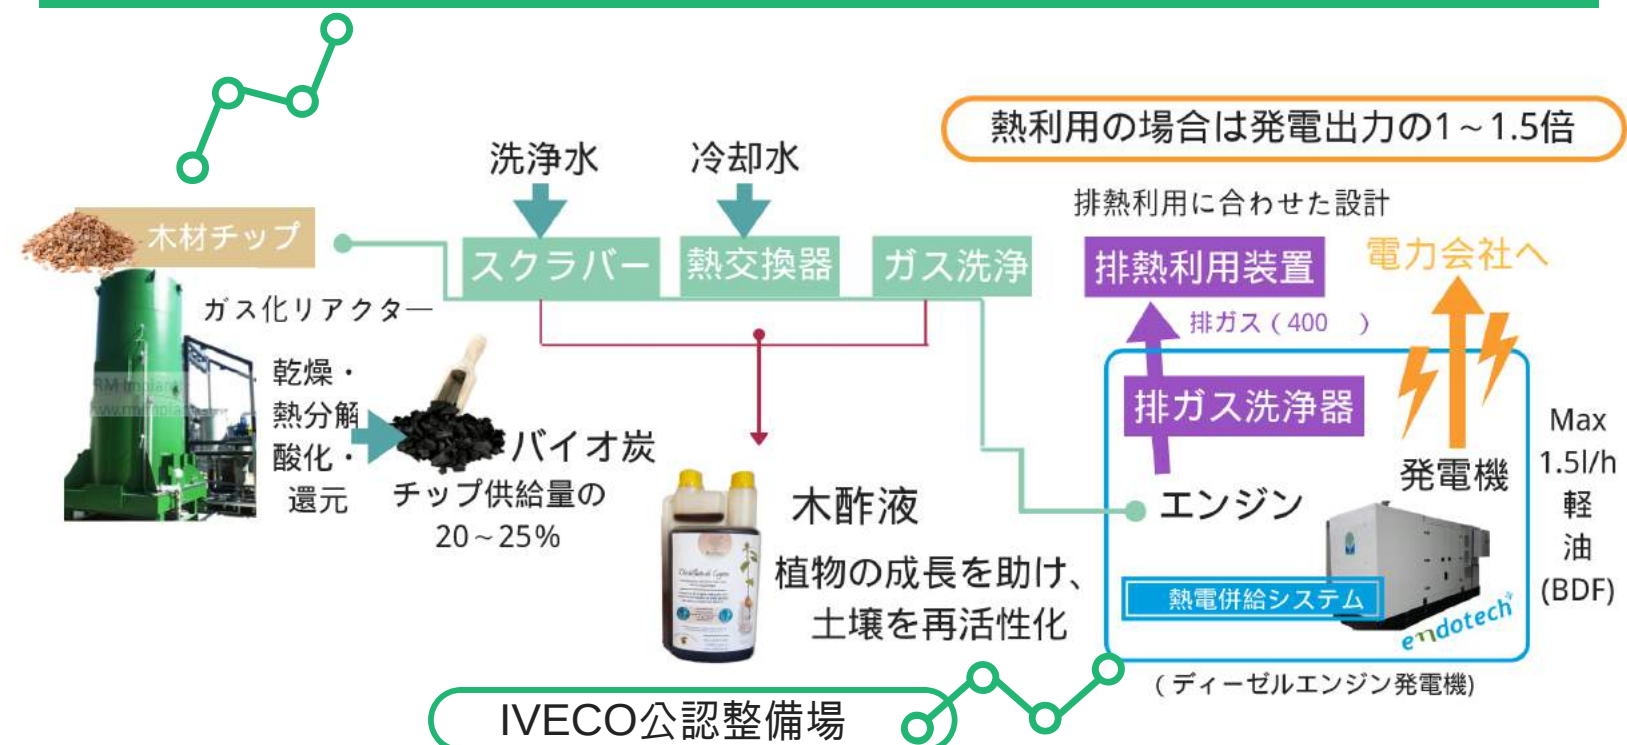 熱利用の場合は発電出力の1～1.5倍
洗浄水
冷却水
排熱利用に合わせた設計
木材チップ
スクラバー
熱交換器
ガス洗浄
排熱利用装置
電力会社へ
ガス化リアクター
排ガス（400　）
乾燥・
熱分解
酸化・
還元
バイオ炭
チップ供給量の
20～25%
排ガス洗浄器
Max
1.5l/h
軽
油
(BDF)
発電機
エンジン
木酢液
植物の成長を助け、
土壌を再活性化
熱電併給システム
endotech
（ディーゼルエンジン発電機)
IVECO公認整備場